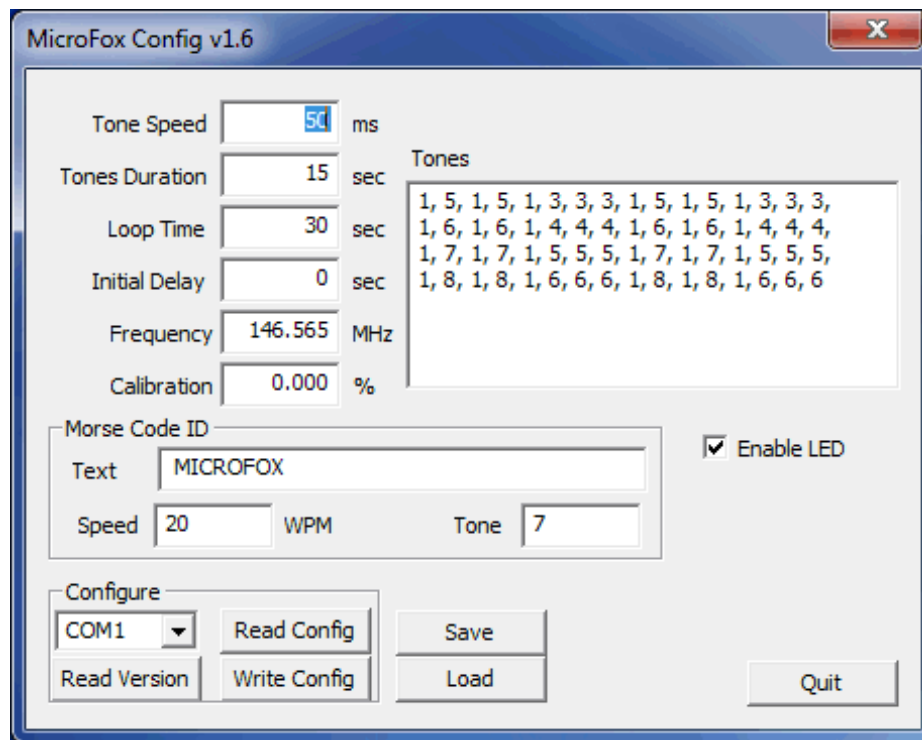 MicroFox Config v1.6
Tone Speed 50 ms
Tones Duration 15 sec
Loop Time 30 sec
Initial Delay 0 sec
Frequency 146.565 MHz
Calibration 0.000 %
Tones
1, 5, 1, 5, 1, 3, 3, 3, 1, 5, 1, 5, 1, 3, 3, 3,
1, 6, 1, 6, 1, 4, 4, 4, 1, 6, 1, 6, 1, 4, 4, 4,
1, 7, 1, 7, 1, 5, 5, 5, 1, 7, 1, 7, 1, 5, 5, 5,
1, 8, 1, 8, 1, 6, 6, 6, 1, 8, 1, 8, 1, 6, 6, 6
Morse Code ID
Text MICROFOX
Speed 20 WPM Tone 7
Enable LED
Configure
COM1 Read Config Save
Read Version Write Config Load
Quit